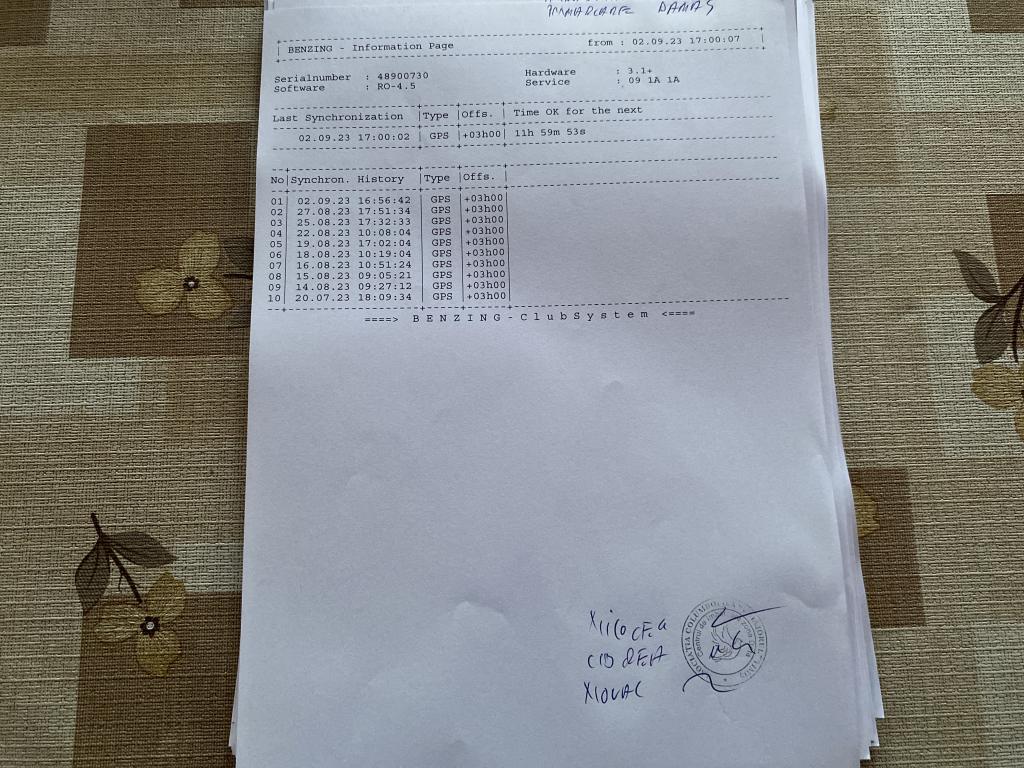 DAMAS
BENZING - Information Page from : 02.09.23 17:00:07
Serialnumber : 48900730 Hardware : 3.1+
Software : RO-4.5 Service : 09 1A 1A
Last Synchronization |Type |Offs. | Time OK for the next
02.09.23 17:00:02 | GPS |+03h00| 11h 59m 53s
No|Synchron. History |Type |Offs. |
01| 02.09.23 16:56:42 | GPS |+03h00|
02| 27.08.23 17:51:34 | GPS |+03h00|
03| 25.08.23 17:32:33 | GPS |+03h00|
04| 22.08.23 10:08:04 | GPS |+03h00|
05| 19.08.23 17:02:04 | GPS |+03h00|
06| 18.08.23 10:19:04 | GPS |+03h00|
07| 16.08.23 10:51:24 | GPS |+03h00|
08| 15.08.23 09:05:21 | GPS |+03h00|
09| 14.08.23 09:27:12 | GPS |+03h00|
10| 20.07.23 18:09:34 | GPS |+03h00|
====> B E N Z I N G - C l u b S y s t e m <====